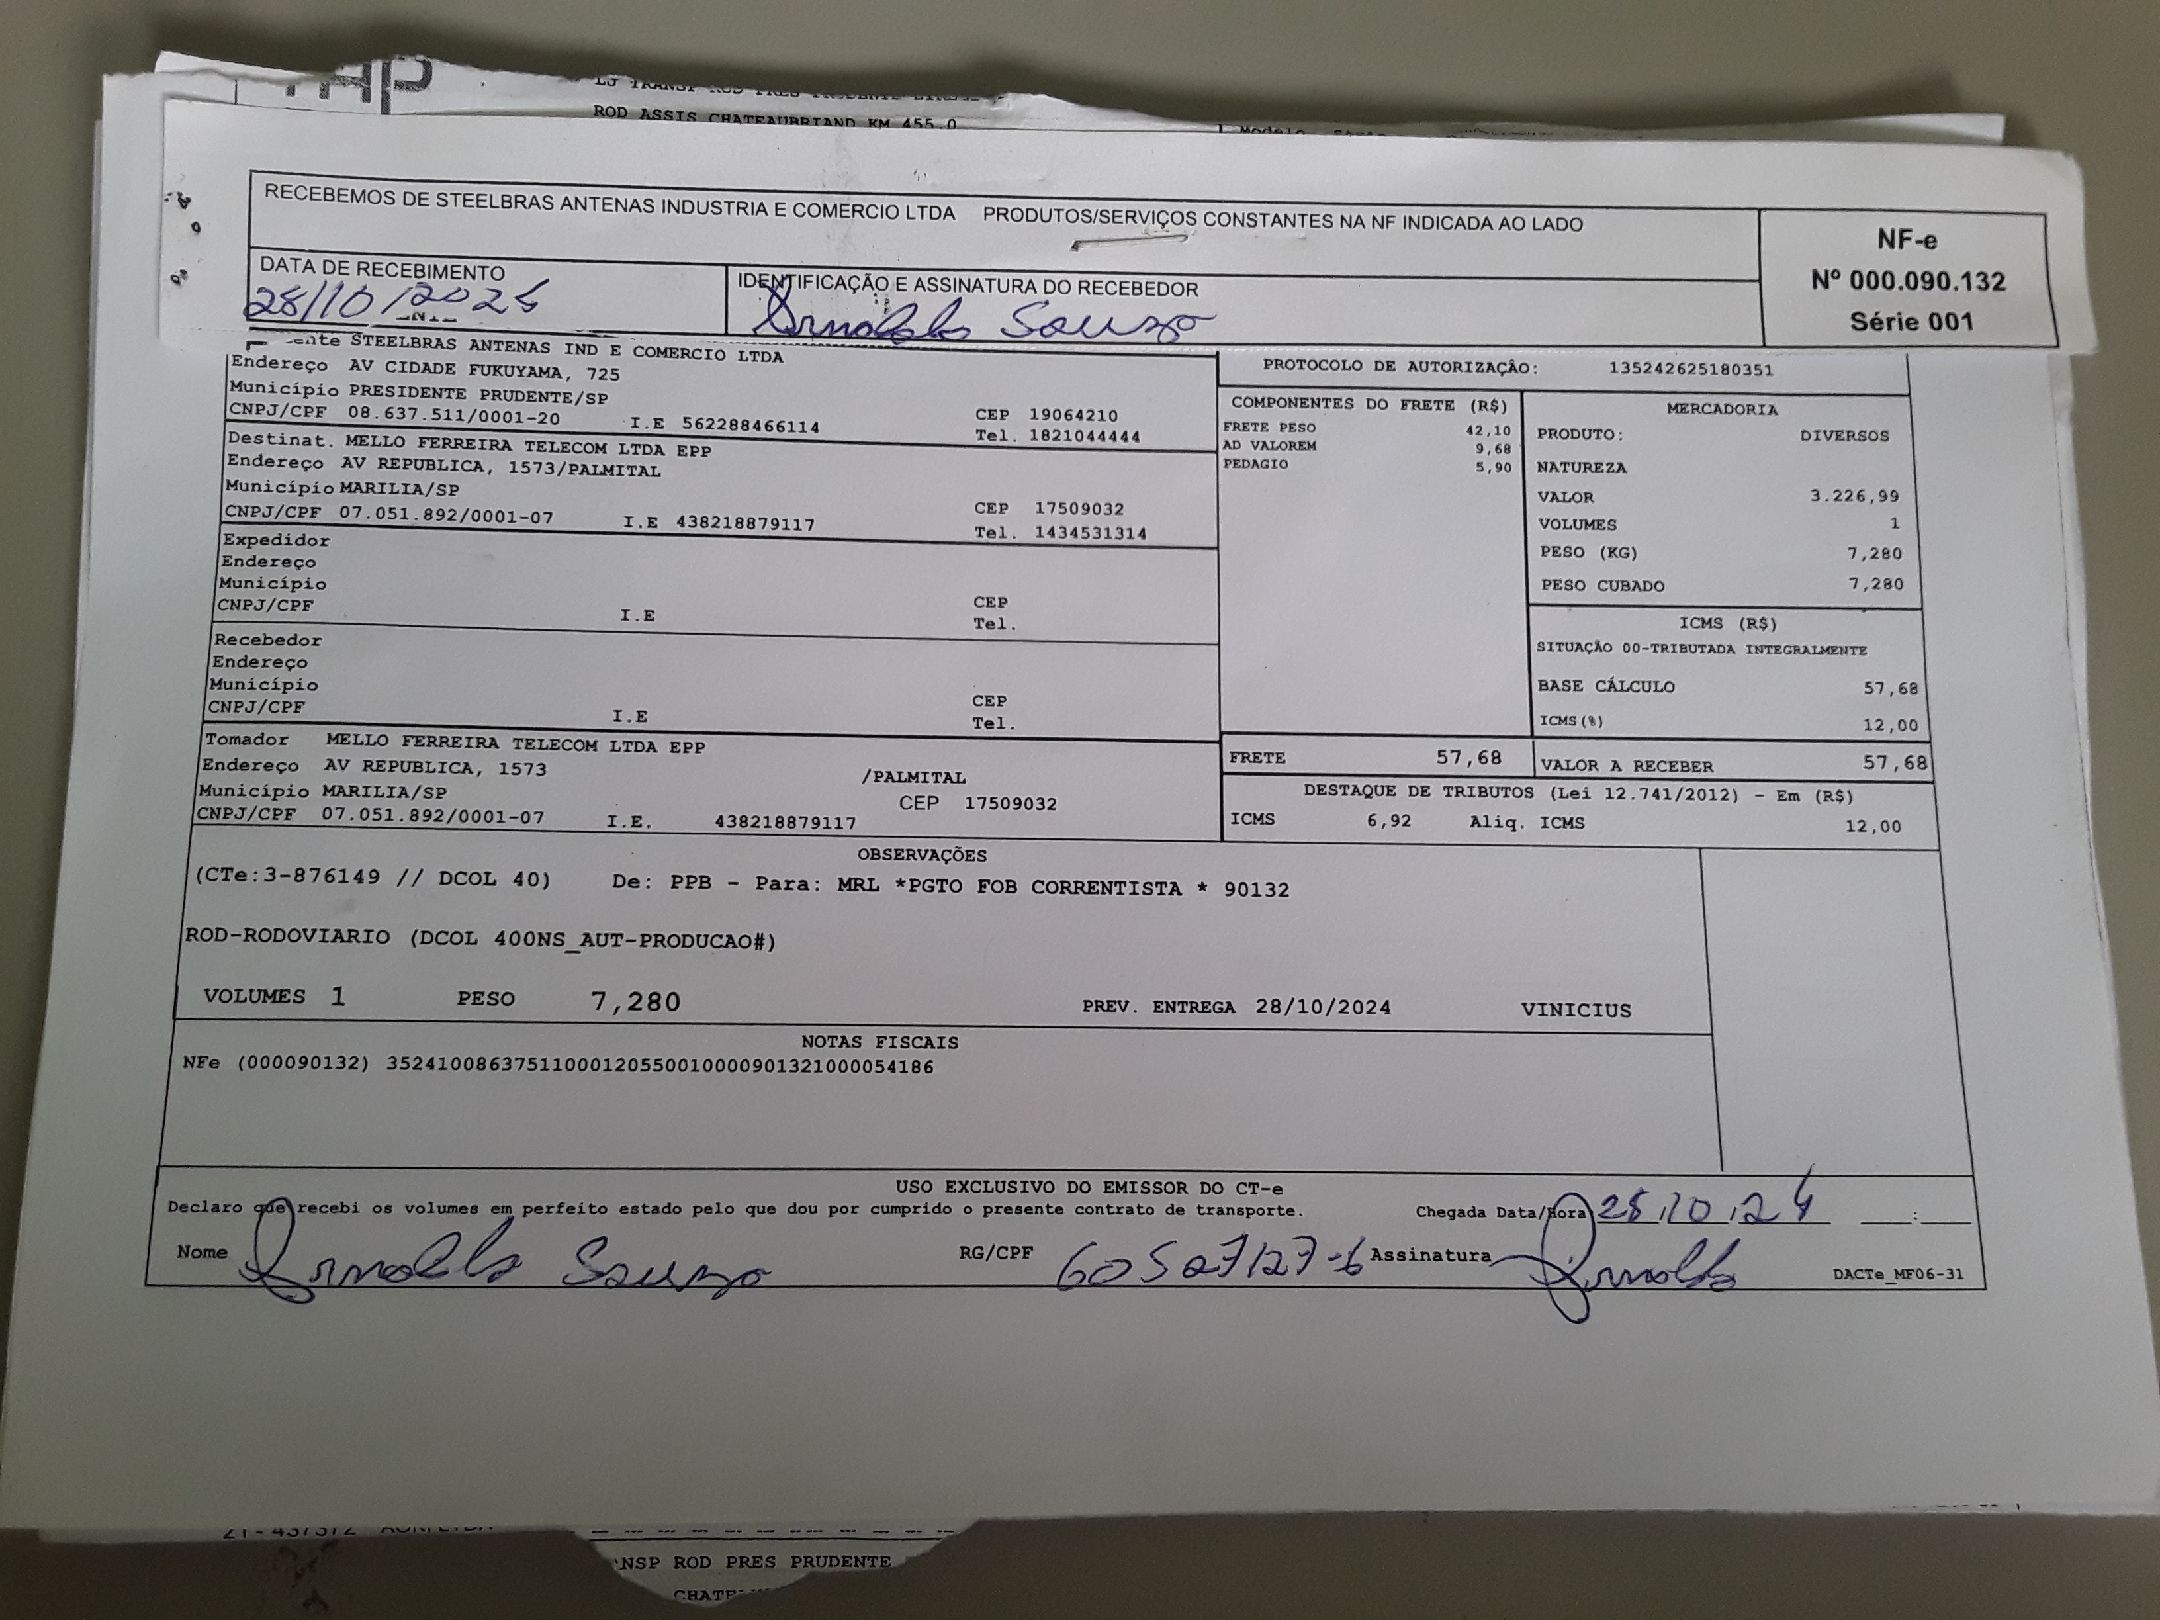 ROD ASSIS CHATEAUBRIAND KM 455.0
RECEBEMOS DE STEELBRAS ANTENAS INDUSTRIA E COMERCIO LTDA PRODUTOS/SERVIÇOS CONSTANTES NA NF INDICADA AO LADO
NF-e
Nº 000.090.132
Série 001
DATA DE RECEBIMENTO
28/10/2024
IDENTIFICAÇÃO E ASSINATURA DO RECEBEDOR
Arnaldo Souza
STEELBRAS ANTENAS IND E COMERCIO LTDA
Endereço AV CIDADE FUKUYAMA, 725
Município PRESIDENTE PRUDENTE/SP
CEP 19064210
CNPJ/CPF 08.637.511/0001-20 I.E 562288466114
Tel. 1821044444
Destinat. MELLO FERREIRA TELECOM LTDA EPP
Endereço AV REPUBLICA, 1573/PALMITAL
Município MARILIA/SP
CEP 17509032
CNPJ/CPF 07.051.892/0001-07 I.E 438218879117
Tel. 1434531314
Expedidor
Endereço
Município
CEP
CNPJ/CPF I.E
Tel.
Recebedor
Endereço
Município
CEP
CNPJ/CPF I.E
Tel.
Tomador MELLO FERREIRA TELECOM LTDA EPP
Endereço AV REPUBLICA, 1573 /PALMITAL
Município MARILIA/SP CEP 17509032
CNPJ/CPF 07.051.892/0001-07 I.E. 438218879117
PROTOCOLO DE AUTORIZAÇÃO: 135242625180351
COMPONENTES DO FRETE (R$)
FRETE PESO 42,10
AD VALOREM 9,68
PEDAGIO 5,90
MERCADORIA
PRODUTO: DIVERSOS
NATUREZA
VALOR 3.226,99
VOLUMES 1
PESO (KG) 7,280
PESO CUBADO 7,280
ICMS (R$)
SITUAÇÃO 00-TRIBUTADA INTEGRALMENTE
BASE CÁLCULO 57,68
ICMS(%) 12,00
FRETE 57,68
VALOR A RECEBER 57,68
DESTAQUE DE TRIBUTOS (Lei 12.741/2012) - Em (R$)
ICMS 6,92 Aliq. ICMS 12,00
OBSERVAÇÕES
(CTe:3-876149 // DCOL 40) De: PPB - Para: MRL *PGTO FOB CORRENTISTA * 90132
ROD-RODOVIARIO (DCOL 400NS_AUT-PRODUCAO#)
VOLUMES 1 PESO 7,280 PREV. ENTREGA 28/10/2024 VINICIUS
NOTAS FISCAIS
NFe (000090132) 35241008637511000120550010000901321000054186
USO EXCLUSIVO DO EMISSOR DO CT-e
Declaro que recebi os volumes em perfeito estado pelo que dou por cumprido o presente contrato de transporte.
Chegada Data/Hora 28/10/24 :
Nome Arnaldo Souza RG/CPF 60527127-6 Assinatura Arnaldo
DACTe_MF06-31
NSP ROD PRES PRUDENTE